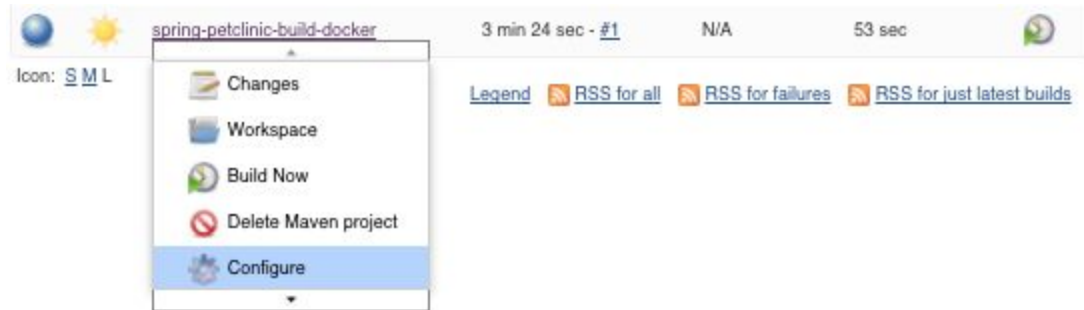 spring-petclinic-build-docker 3 min 24 sec - #1 N/A 53 sec
Icon: S M L
Changes
Legend RSS for all RSS for failures RSS for just latest builds
Workspace
Build Now
Delete Maven project
Configure